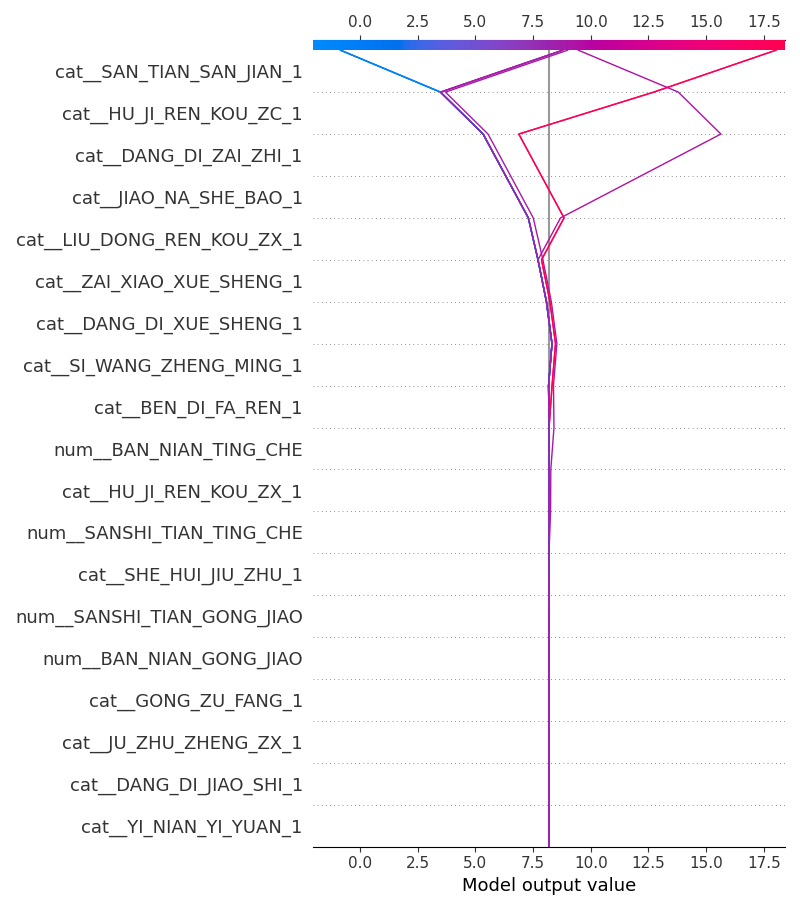 0.0 2.5 5.0 7.5 10.0 12.5 15.0 17.5
cat__SAN_TIAN_SAN_JIAN_1
cat__HU_JI_REN_KOU_ZC_1
cat__DANG_DI_ZAI_ZHI_1
cat__JIAO_NA_SHE_BAO_1
cat__LIU_DONG_REN_KOU_ZX_1
cat__ZAI_XIAO_XUE_SHENG_1
cat__DANG_DI_XUE_SHENG_1
cat__SI_WANG_ZHENG_MING_1
cat__BEN_DI_FA_REN_1
num__BAN_NIAN_TING_CHE
cat__HU_JI_REN_KOU_ZX_1
num__SANSHI_TIAN_TING_CHE
cat__SHE_HUI_JIU_ZHU_1
num__SANSHI_TIAN_GONG_JIAO
num__BAN_NIAN_GONG_JIAO
cat__GONG_ZU_FANG_1
cat__JU_ZHU_ZHENG_ZX_1
cat__DANG_DI_JIAO_SHI_1
cat__YI_NIAN_YI_YUAN_1
0.0 2.5 5.0 7.5 10.0 12.5 15.0 17.5
Model output value